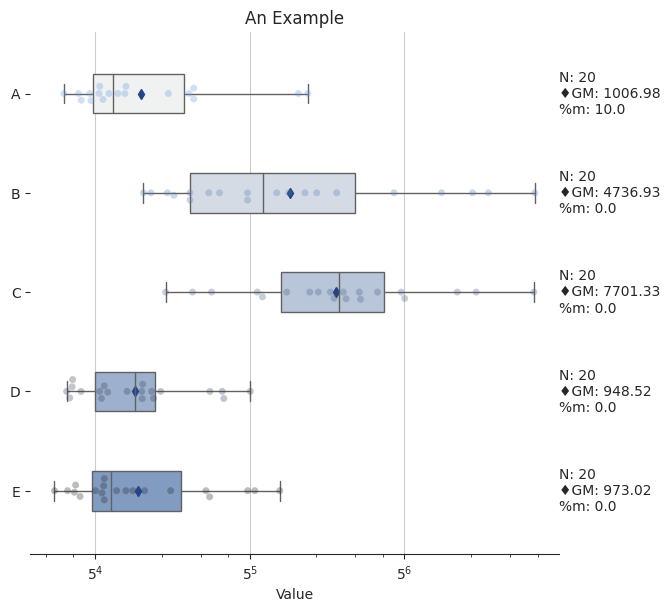 An Example
A
N: 20
♦GM: 1006.98
%m: 10.0
B
N: 20
♦GM: 4736.93
%m: 0.0
C
N: 20
♦GM: 7701.33
%m: 0.0
D
N: 20
♦GM: 948.52
%m: 0.0
E
N: 20
♦GM: 973.02
%m: 0.0
5⁴ 5⁵ 5⁶
Value